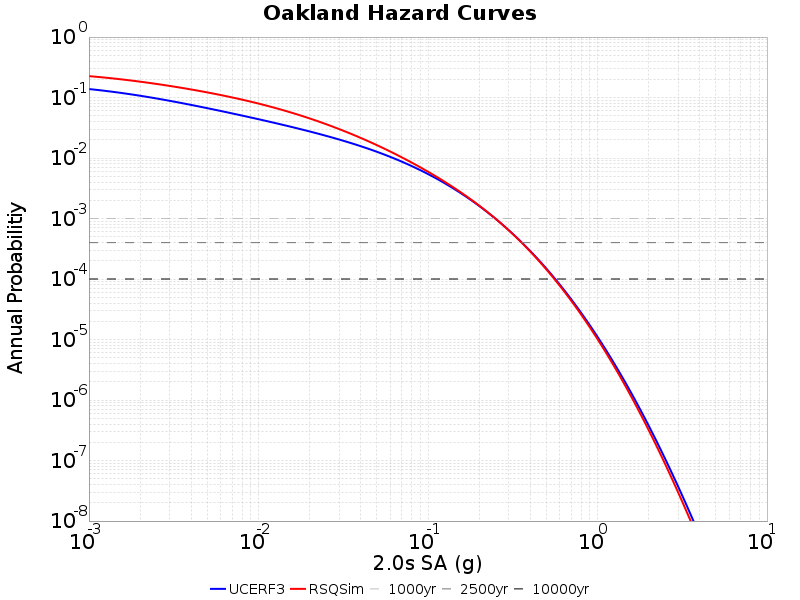 Oakland Hazard Curves
10^0
10^-1
10^-2
10^-3
10^-4
10^-5
10^-6
10^-7
10^-8
Annual Probabilitiy
10^-3 10^-2 10^-1 10^0 10^1
2.0s SA (g)
UCERF3 RSQSim 1000yr 2500yr 10000yr